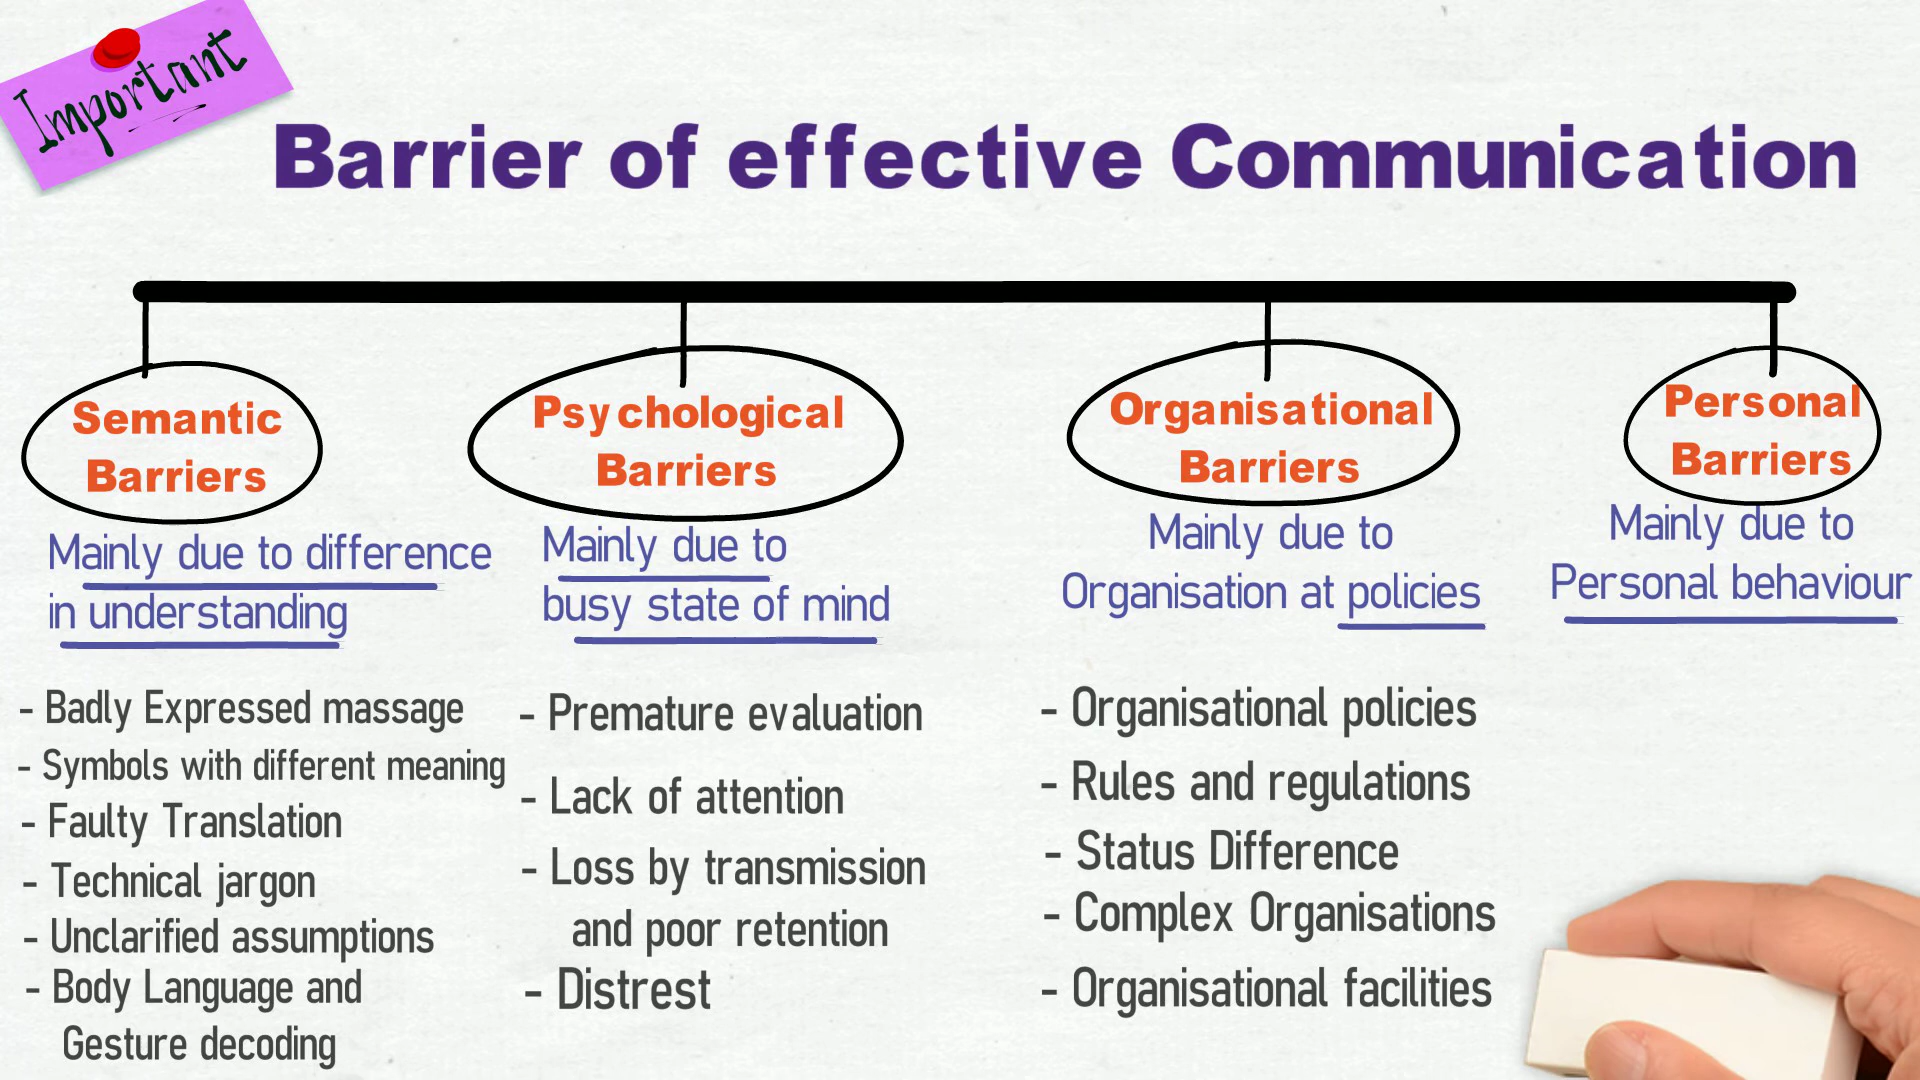 Important
Barrier of effective Communication
Semantic
Barriers
Mainly due to difference
in understanding
- Badly Expressed massage
- Symbols with different meaning
- Faulty Translation
- Technical jargon
- Unclarified assumptions
- Body Language and
Gesture decoding
Psychological
Barriers
Mainly due to
busy state of mind
- Premature evaluation
- Lack of attention
- Loss by transmission
and poor retention
- Distrest
Organisational
Barriers
Mainly due to
Organisation at policies
- Organisational policies
- Rules and regulations
- Status Difference
- Complex Organisations
- Organisational facilities
Personal
Barriers
Mainly due to
Personal behaviour